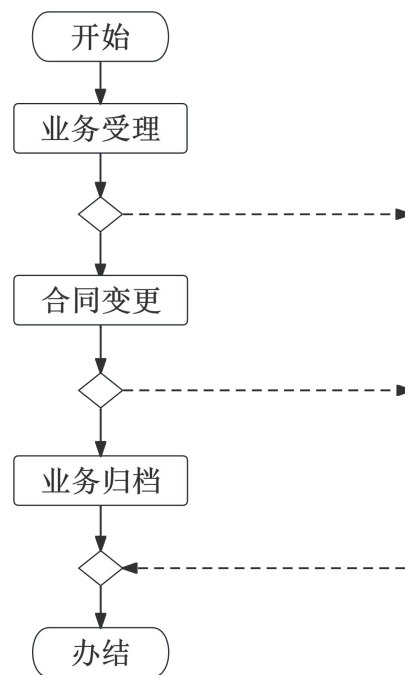 开始
业务受理
合同变更
业务归档
办结